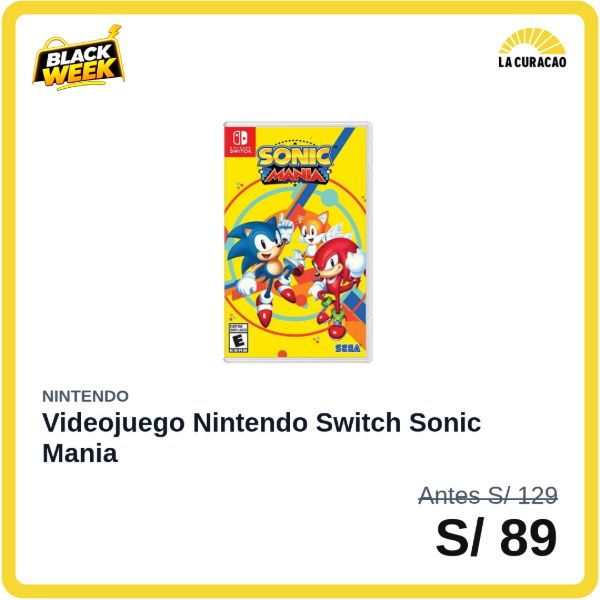 BLACK
WEEK
LA CURACAO
NINTENDO
SWITCH
SONIC
MANIA
E
SEGA
NINTENDO
Videojuego Nintendo Switch Sonic
Mania
Antes S/ 129
S/ 89